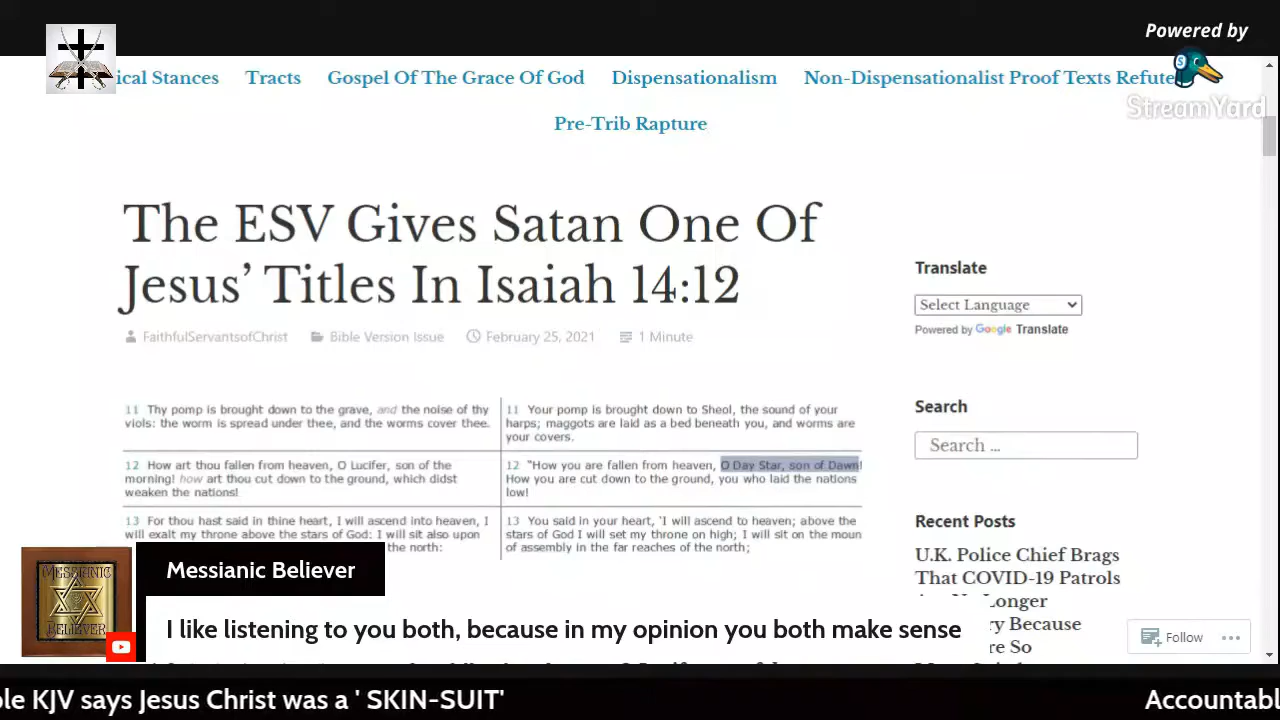 Powered by
StreamYard
ical Stances Tracts Gospel Of The Grace Of God Dispensationalism Non-Dispensationalist Proof Texts Refute
Pre-Trib Rapture
The ESV Gives Satan One Of
Jesus’ Titles In Isaiah 14:12
FaithfulServantsofChrist Bible Version Issue February 25, 2021 1 Minute
11 Thy pomp is brought down to the grave, and the noise of thy
viols: the worm is spread under thee, and the worms cover thee.
11 Your pomp is brought down to Sheol, the sound of your
harps; maggots are laid as a bed beneath you, and worms are
your covers.
12 How art thou fallen from heaven, O Lucifer, son of the
morning! how art thou cut down to the ground, which didst
weaken the nations!
12 “How you are fallen from heaven, O Day Star, son of Dawn!
How you are cut down to the ground, you who laid the nations
low!
13 For thou hast said in thine heart, I will ascend into heaven, I
will exalt my throne above the stars of God: I will sit also upon
the north:
13 You said in your heart, 'I will ascend to heaven; above the
stars of God I will set my throne on high; I will sit on the moun
of assembly in the far reaches of the north;
Translate
Select Language
Powered by Google Translate
Search
Search …
Recent Posts
U.K. Police Chief Brags
That COVID-19 Patrols
Longer
ry Because
re So
Follow
MESSIANIC
BELIEVER
Messianic Believer
I like listening to you both, because in my opinion you both make sense
ole KJV says Jesus Christ was a ' SKIN-SUIT' Accountabl